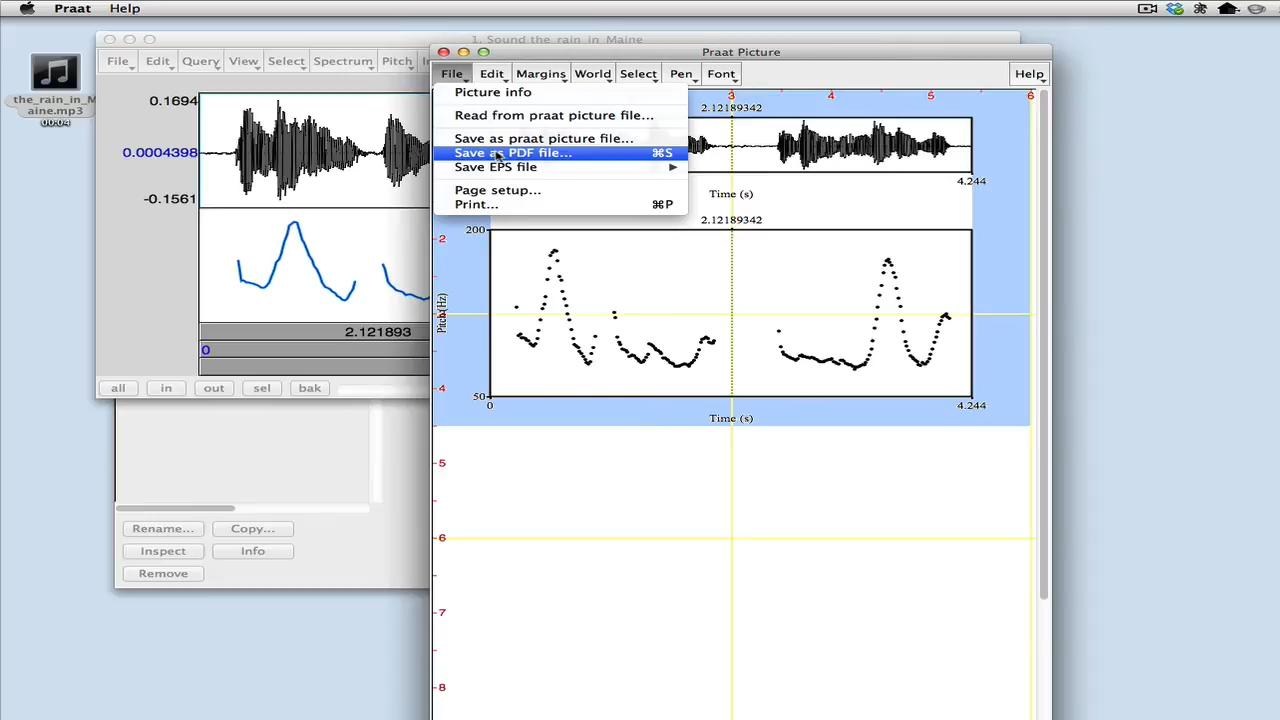 Praat Help
1. Sound the_rain_in_Maine
File Edit Query View Select Spectrum Pitch
the_rain_in_M
aine.mp3
00:04
0.1694
0.0004398
-0.1561
2.121893
0
all in out sel bak
Rename... Copy...
Inspect Info
Remove
Praat Picture
File Edit Margins World Select Pen Font Help
Picture info
Read from praat picture file...
Save as praat picture file...
Save as PDF file... ⌘S
Save EPS file
Page setup...
Print... ⌘P
3 4 5 6
2.12189342
4.244
Time (s)
2.12189342
2
200
Pitch (Hz)
4
50
0 4.244
Time (s)
5
6
7
8